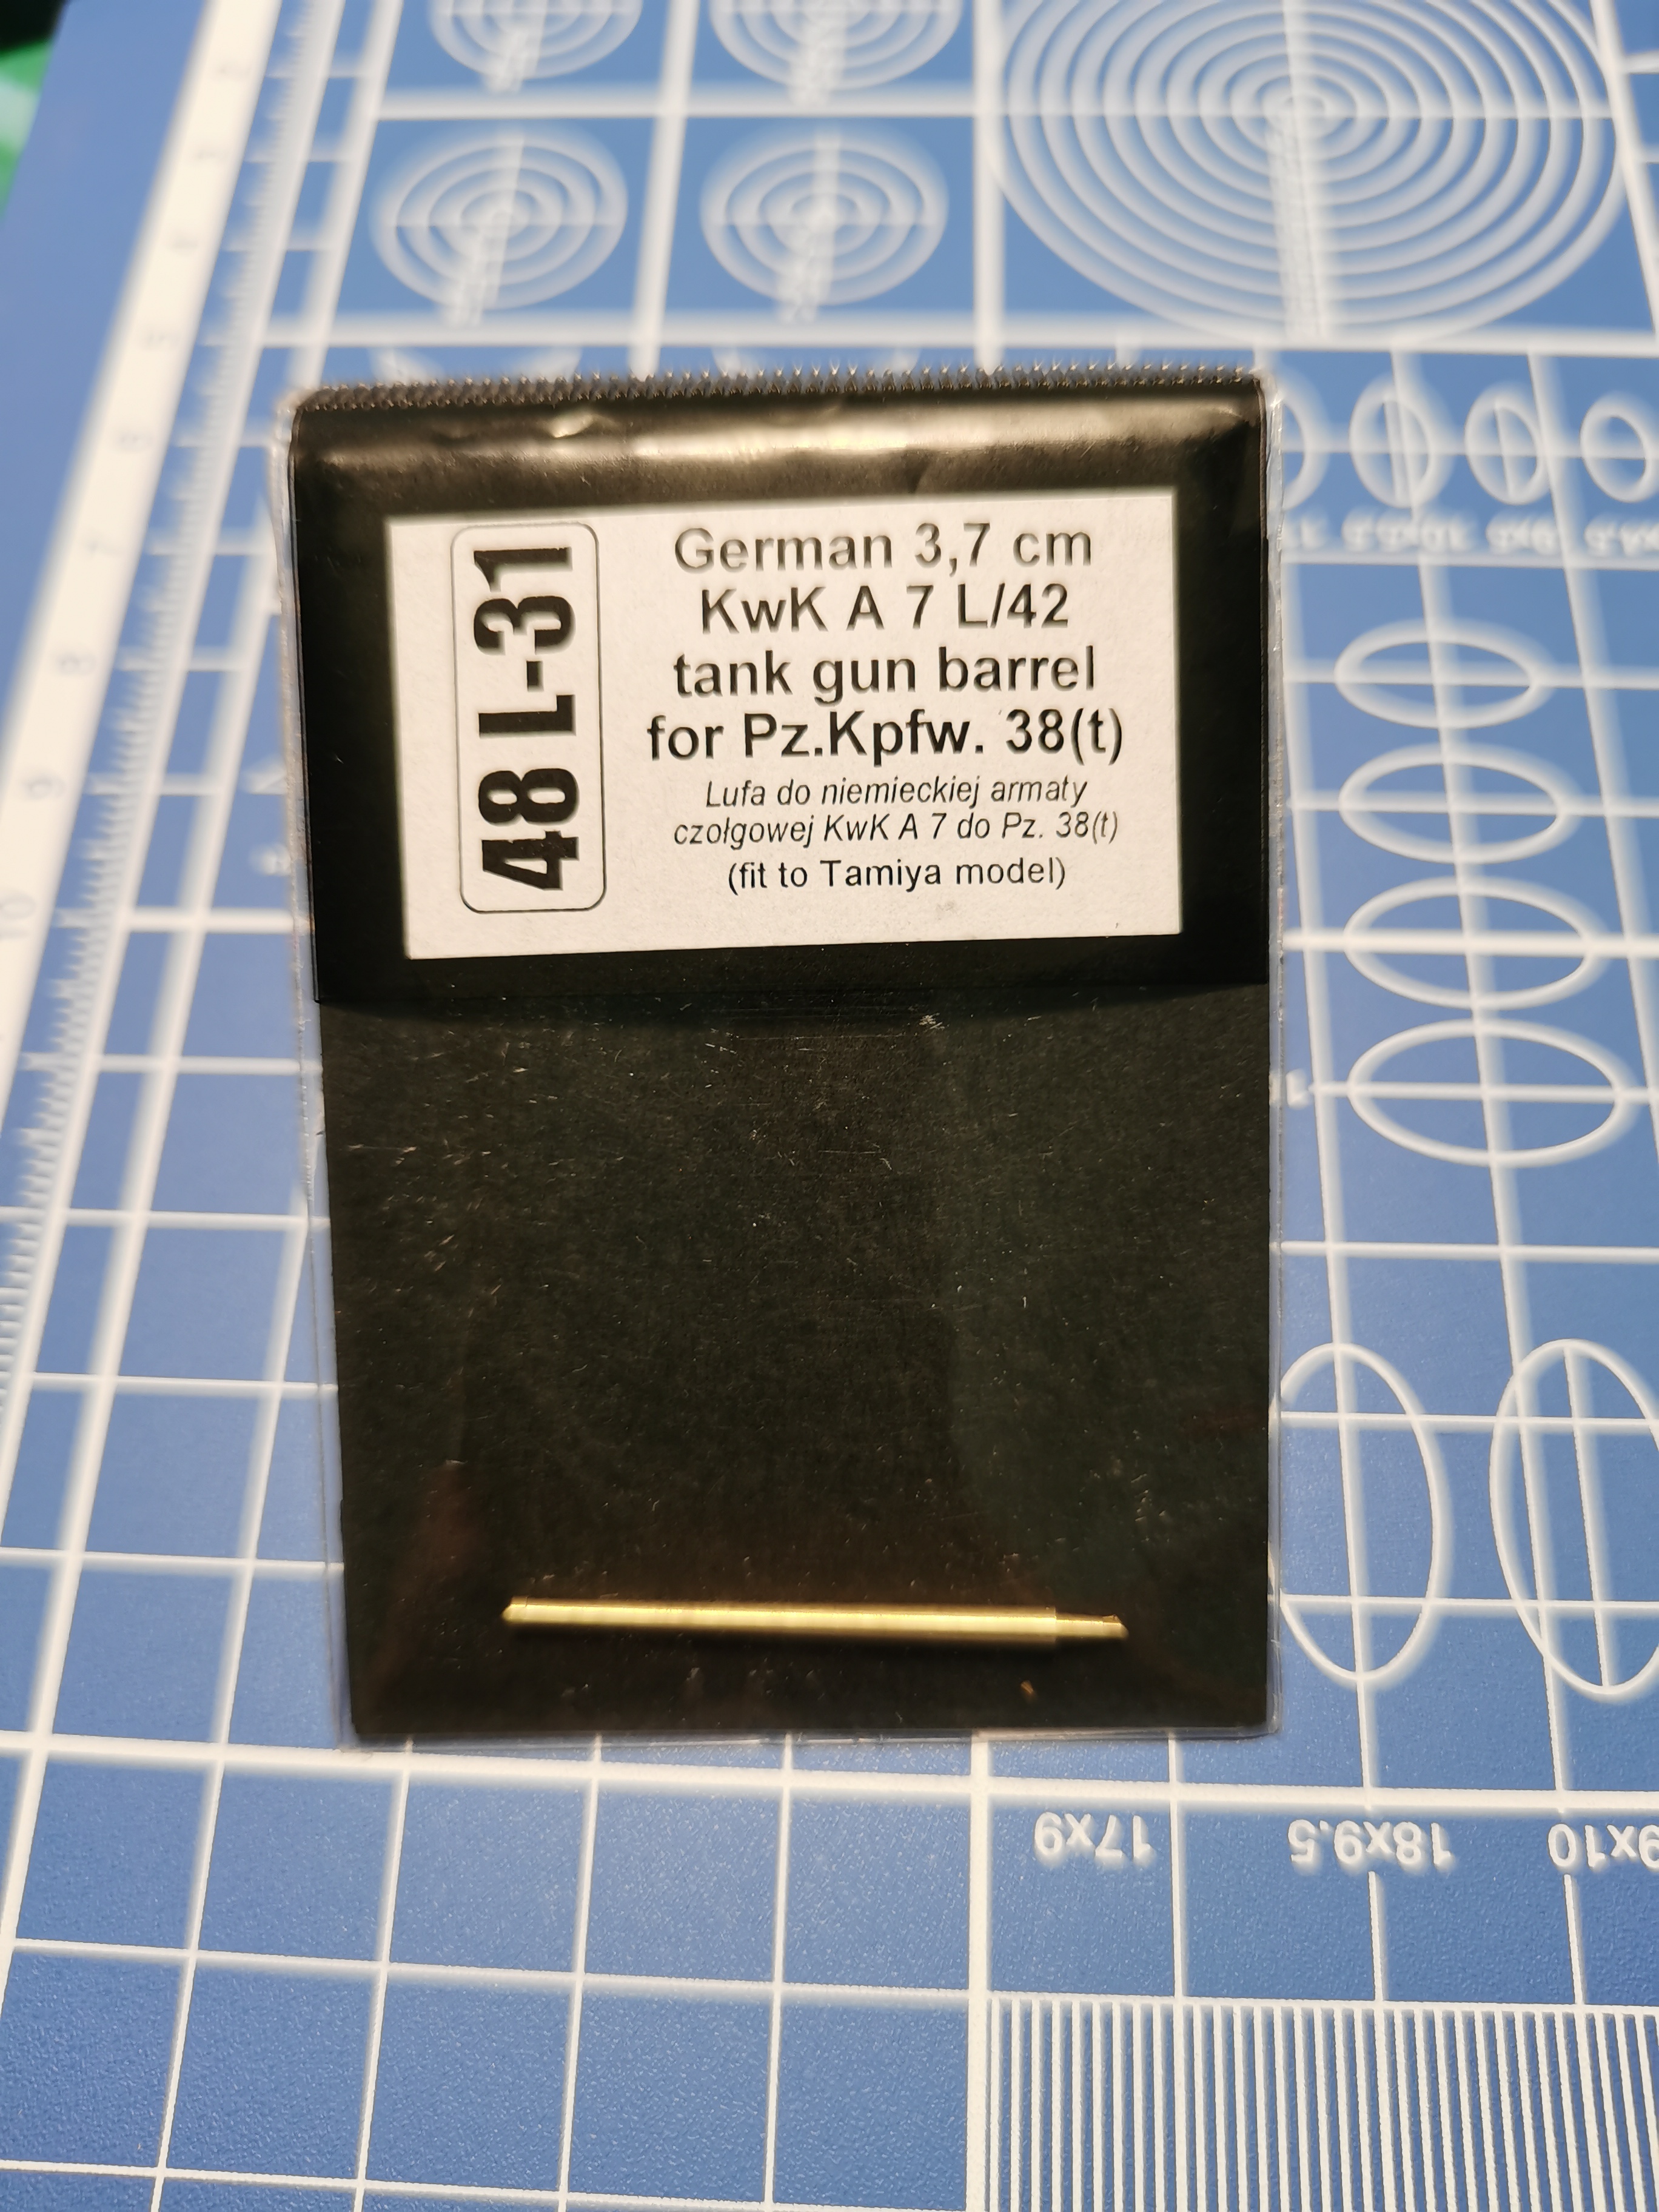 48 L-31
German 3,7 cm
KwK A 7 L/42
tank gun barrel
for Pz.Kpfw. 38(t)
Lufa do niemieckiej armaty
czołgowej KwK A 7 do Pz. 38(t)
(fit to Tamiya model)
17x9
18x9.5